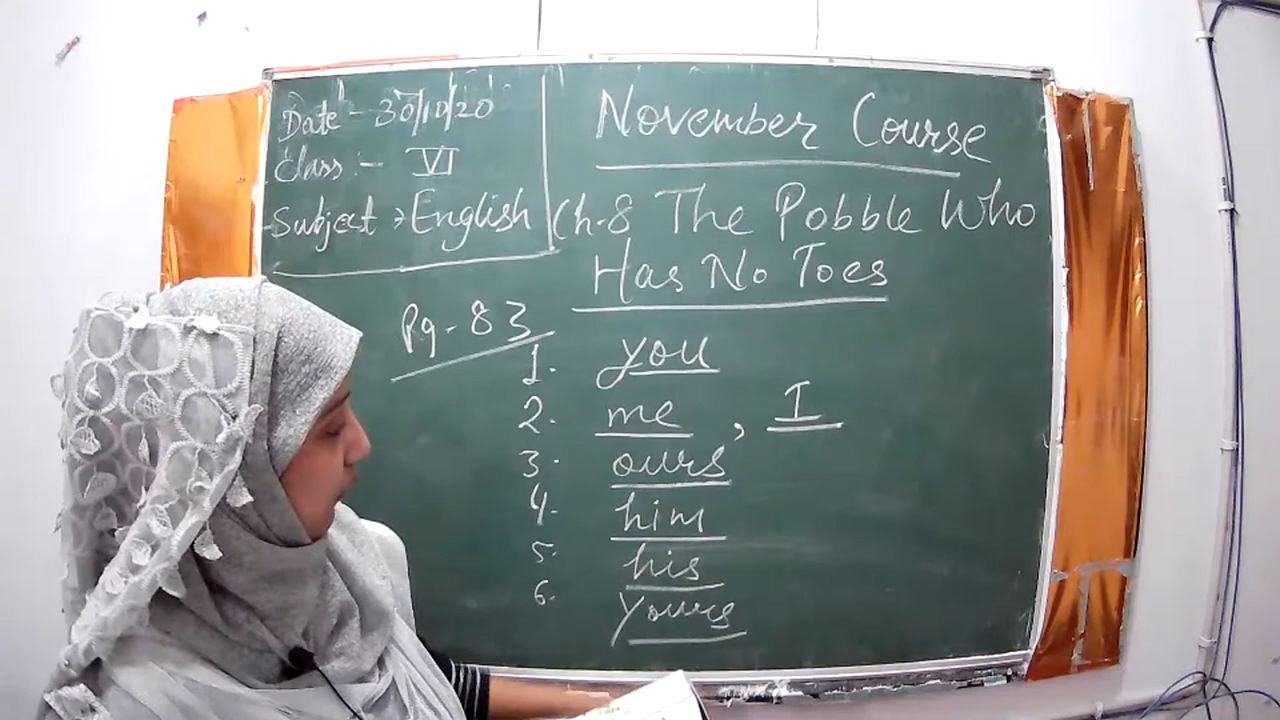 Date - 30/10/20
Class :- VI
Subject → English
November Course
Ch-8 The Pobble Who
Has No Toes
Pg - 83
1. you
2. me , I
3. ours
4. him
5. his
6. yours